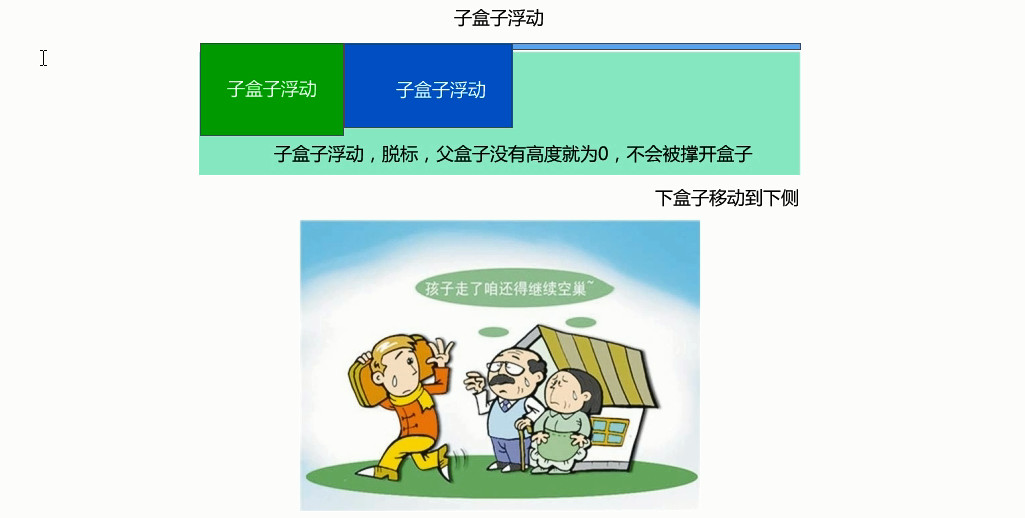 子盒子浮动
子盒子浮动
子盒子浮动
子盒子浮动，脱标，父盒子没有高度就为0，不会被撑开盒子
下盒子移动到下侧
孩子走了咱还得继续空巢~